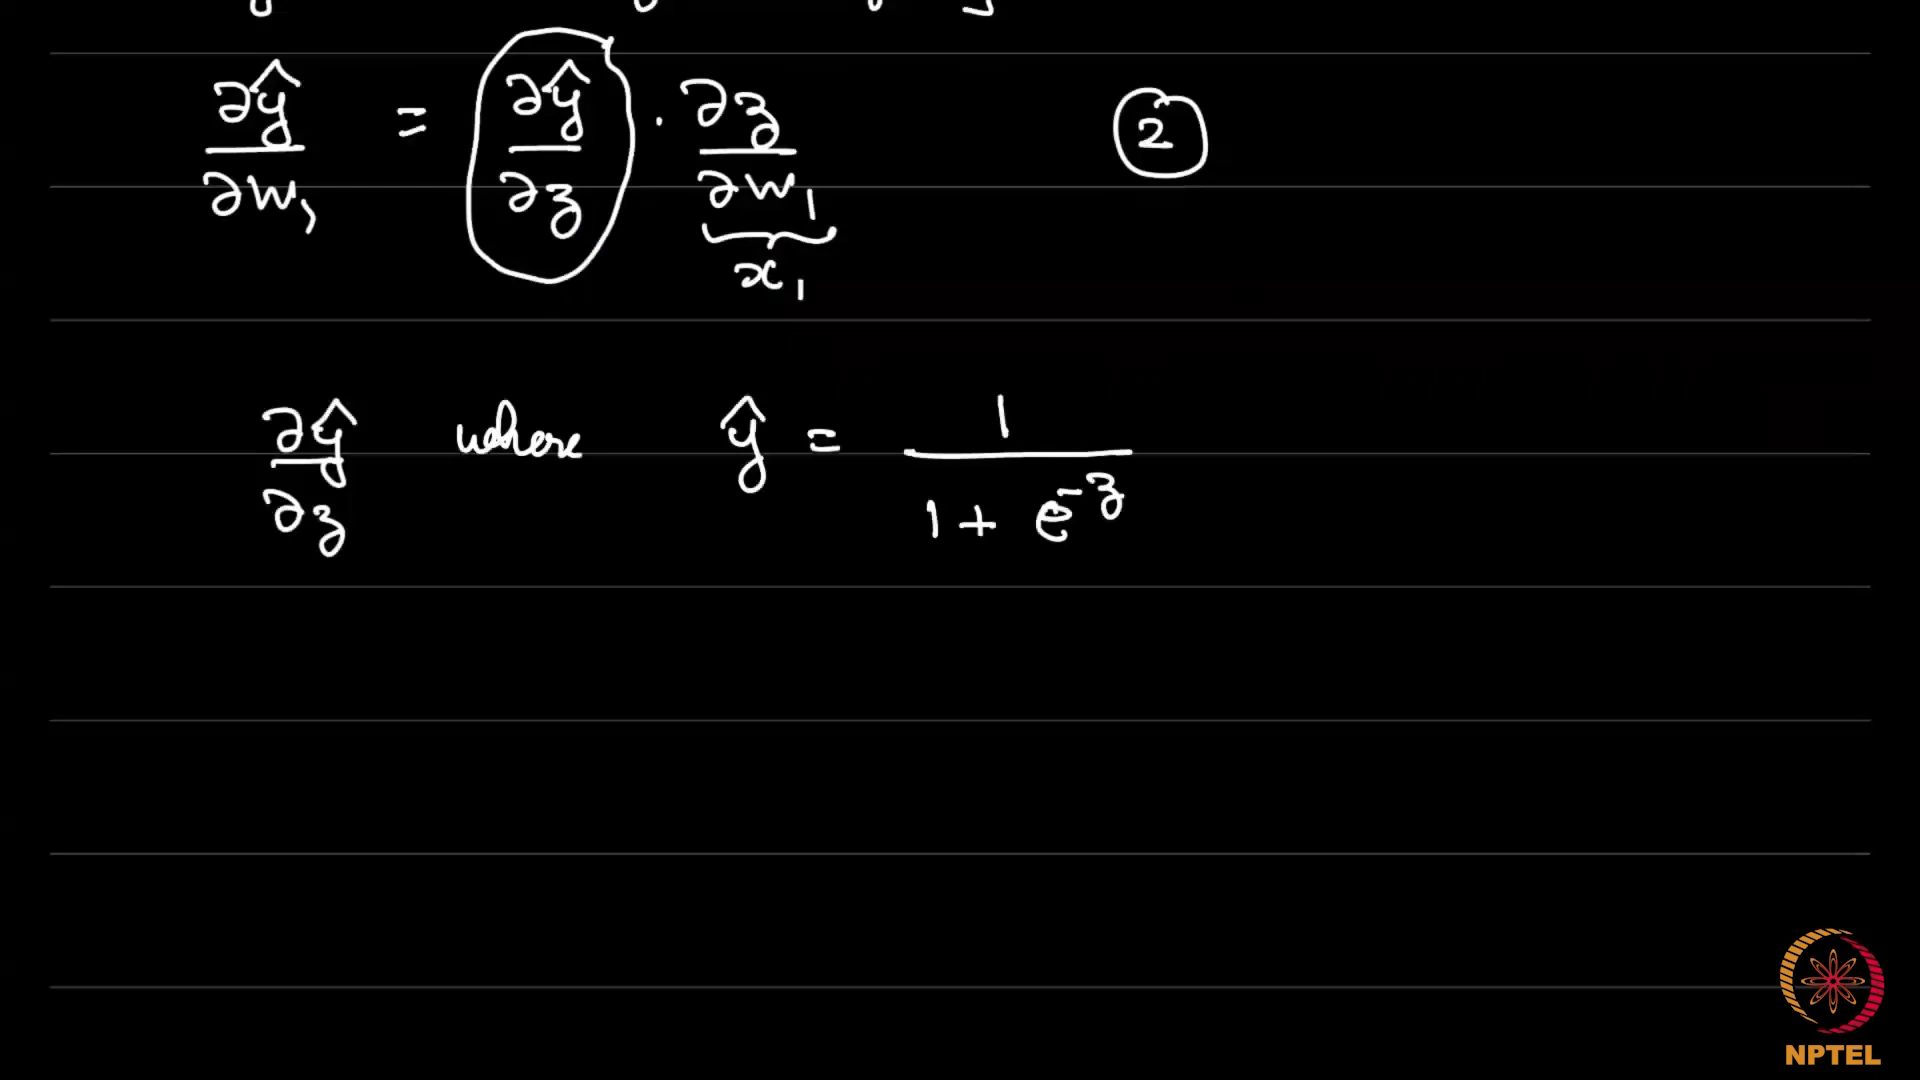 ∂ŷ/∂w₁ = ∂ŷ/∂z · ∂z/∂w₁ (2)
x₁
∂ŷ/∂z where ŷ = 1/(1 + e^-z)
NPTEL